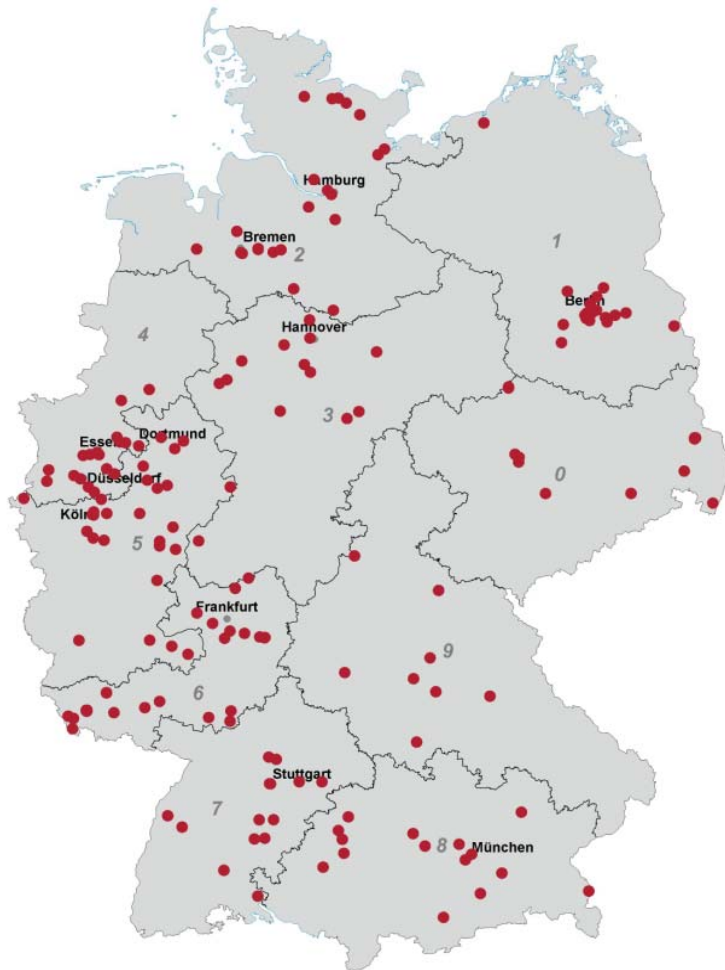 Hamburg
Bremen
2
1
Berlin
Hannover
4
3
Essen
Dortmund
Düsseldorf
0
Köln
5
Frankfurt
9
6
Stuttgart
7
8
München